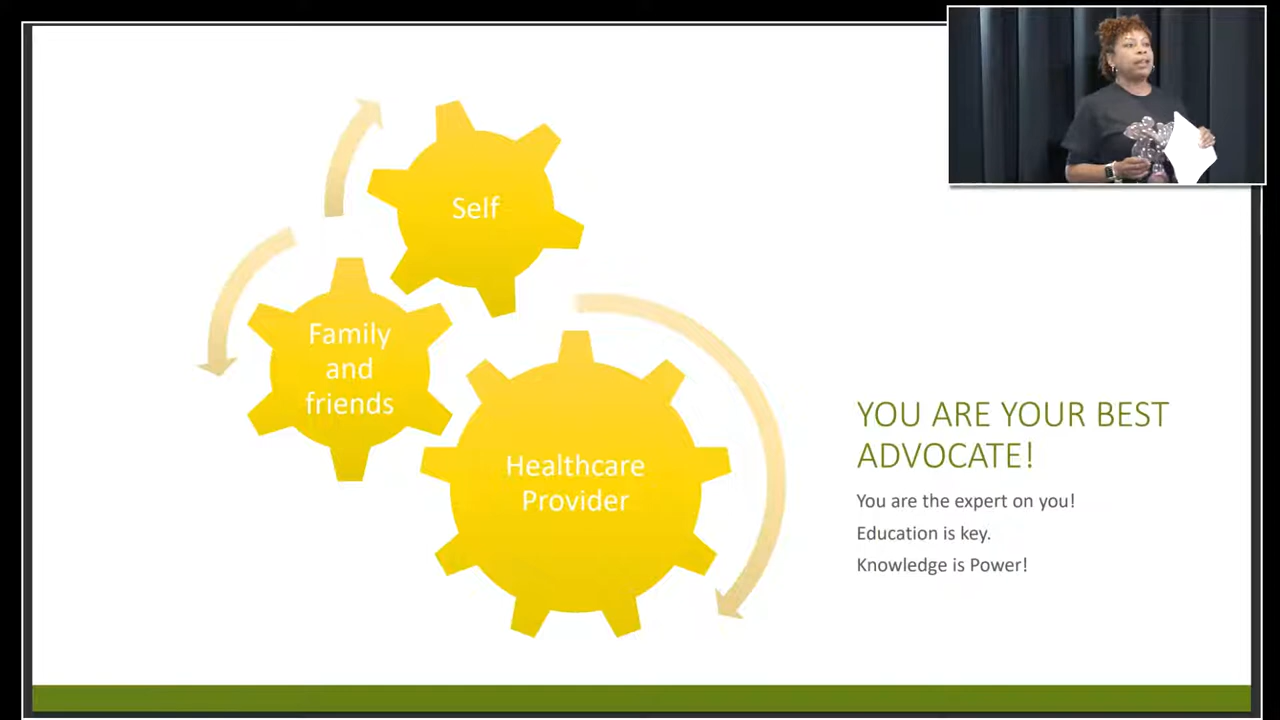 Self
Family
and
friends
Healthcare
Provider
YOU ARE YOUR BEST
ADVOCATE!
You are the expert on you!
Education is key.
Knowledge is Power!